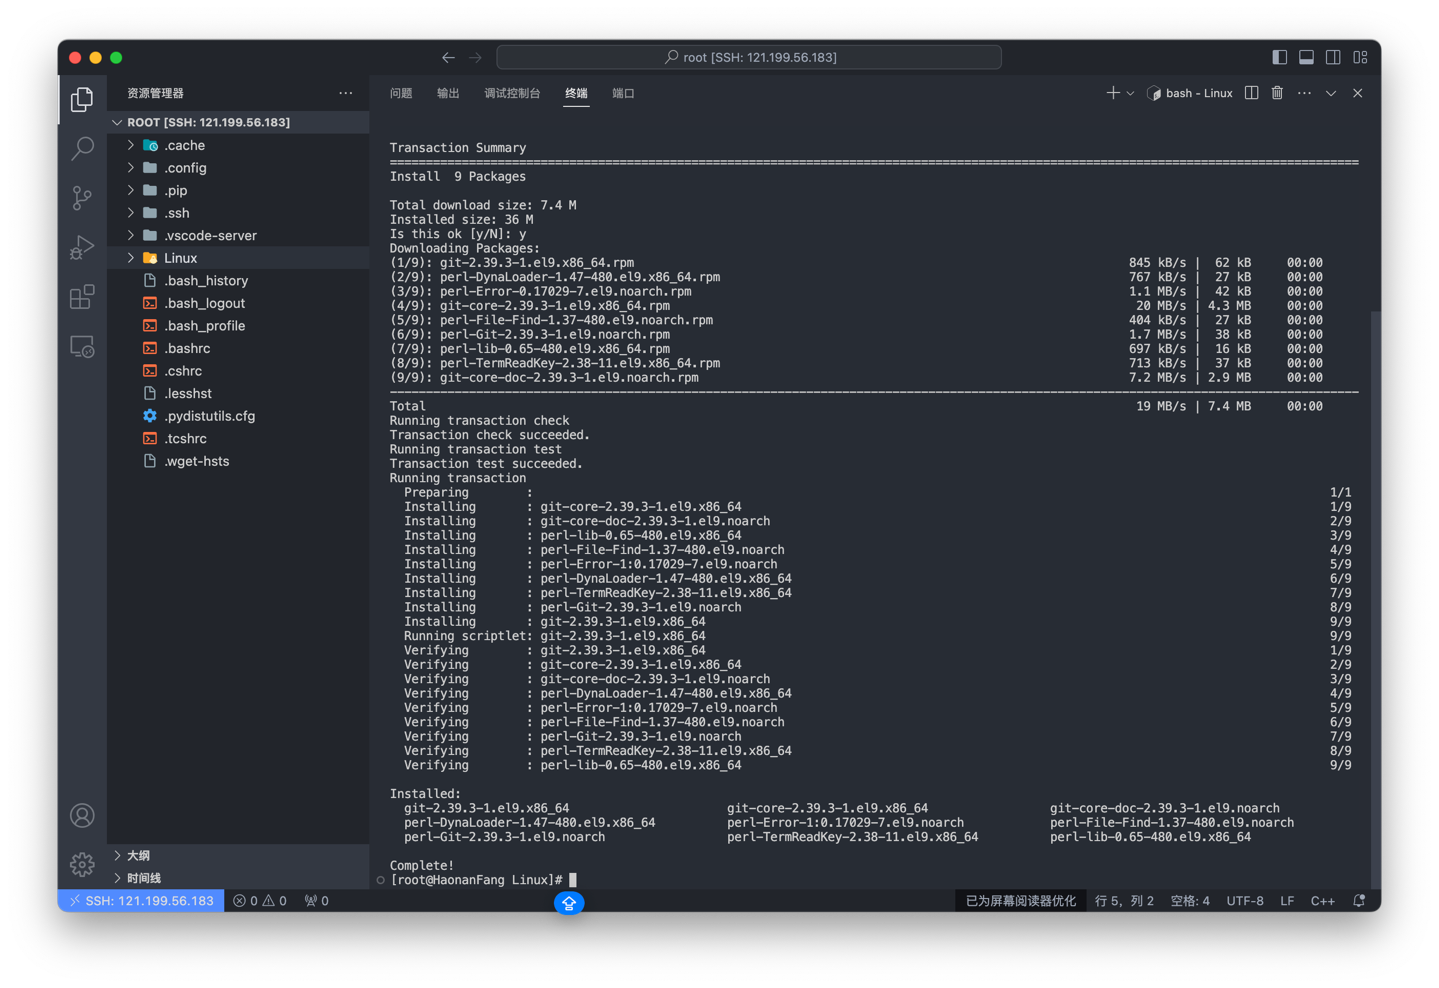 root [SSH: 121.199.56.183]
资源管理器
ROOT [SSH: 121.199.56.183]
.cache
.config
.pip
.ssh
.vscode-server
Linux
.bash_history
.bash_logout
.bash_profile
.bashrc
.cshrc
.lesshst
.pydistutils.cfg
.tcshrc
.wget-hsts
大纲
时间线
问题 输出 调试控制台 终端 端口
bash - Linux
Transaction Summary
================================================================================
Install  9 Packages
Total download size: 7.4 M
Installed size: 36 M
Is this ok [y/N]: y
Downloading Packages:
(1/9): git-2.39.3-1.el9.x86_64.rpm 845 kB/s | 62 kB 00:00
(2/9): perl-DynaLoader-1.47-480.el9.x86_64.rpm 767 kB/s | 27 kB 00:00
(3/9): perl-Error-0.17029-7.el9.noarch.rpm 1.1 MB/s | 42 kB 00:00
(4/9): git-core-2.39.3-1.el9.x86_64.rpm 20 MB/s | 4.3 MB 00:00
(5/9): perl-File-Find-1.37-480.el9.noarch.rpm 404 kB/s | 27 kB 00:00
(6/9): perl-Git-2.39.3-1.el9.noarch.rpm 1.7 MB/s | 38 kB 00:00
(7/9): perl-lib-0.65-480.el9.x86_64.rpm 697 kB/s | 16 kB 00:00
(8/9): perl-TermReadKey-2.38-11.el9.x86_64.rpm 713 kB/s | 37 kB 00:00
(9/9): git-core-doc-2.39.3-1.el9.noarch.rpm 7.2 MB/s | 2.9 MB 00:00
--------------------------------------------------------------------------------
Total 19 MB/s | 7.4 MB 00:00
Running transaction check
Transaction check succeeded.
Running transaction test
Transaction test succeeded.
Running transaction
Preparing : 1/1
Installing : git-core-2.39.3-1.el9.x86_64 1/9
Installing : git-core-doc-2.39.3-1.el9.noarch 2/9
Installing : perl-lib-0.65-480.el9.x86_64 3/9
Installing : perl-File-Find-1.37-480.el9.noarch 4/9
Installing : perl-Error-1:0.17029-7.el9.noarch 5/9
Installing : perl-DynaLoader-1.47-480.el9.x86_64 6/9
Installing : perl-TermReadKey-2.38-11.el9.x86_64 7/9
Installing : perl-Git-2.39.3-1.el9.noarch 8/9
Installing : git-2.39.3-1.el9.x86_64 9/9
Running scriptlet: git-2.39.3-1.el9.x86_64 9/9
Verifying : git-2.39.3-1.el9.x86_64 1/9
Verifying : git-core-2.39.3-1.el9.x86_64 2/9
Verifying : git-core-doc-2.39.3-1.el9.noarch 3/9
Verifying : perl-DynaLoader-1.47-480.el9.x86_64 4/9
Verifying : perl-Error-1:0.17029-7.el9.noarch 5/9
Verifying : perl-File-Find-1.37-480.el9.noarch 6/9
Verifying : perl-Git-2.39.3-1.el9.noarch 7/9
Verifying : perl-TermReadKey-2.38-11.el9.x86_64 8/9
Verifying : perl-lib-0.65-480.el9.x86_64 9/9
Installed:
git-2.39.3-1.el9.x86_64 git-core-2.39.3-1.el9.x86_64 git-core-doc-2.39.3-1.el9.noarch
perl-DynaLoader-1.47-480.el9.x86_64 perl-Error-1:0.17029-7.el9.noarch perl-File-Find-1.37-480.el9.noarch
perl-Git-2.39.3-1.el9.noarch perl-TermReadKey-2.38-11.el9.x86_64 perl-lib-0.65-480.el9.x86_64
Complete!
[root@HaonanFang Linux]#
SSH: 121.199.56.183 0 0 0 已为屏幕阅读器优化 行 5，列 2 空格: 4 UTF-8 LF C++